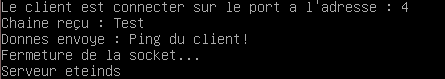 Le client est connecter sur le port a l'adresse : 4
Chaine reçu : Test
Donnes envoye : Ping du client!
Fermeture de la socket...
Serveur eteinds